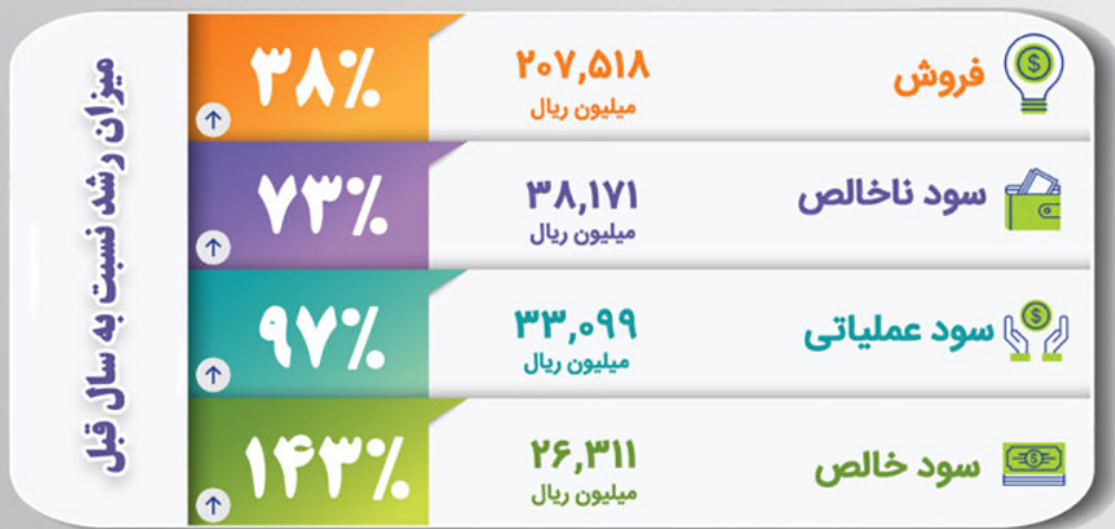 فروش
۲۰۷,۵۱۸
میلیون ریال
۳۸%
سود ناخالص
۳۸,۱۷۱
میلیون ریال
۷۳%
سود عملیاتی
۳۳,۰۹۹
میلیون ریال
۹۷%
سود خالص
۲۶,۳۱۱
میلیون ریال
۱۴۳%
میزان رشد نسبت به سال قبل